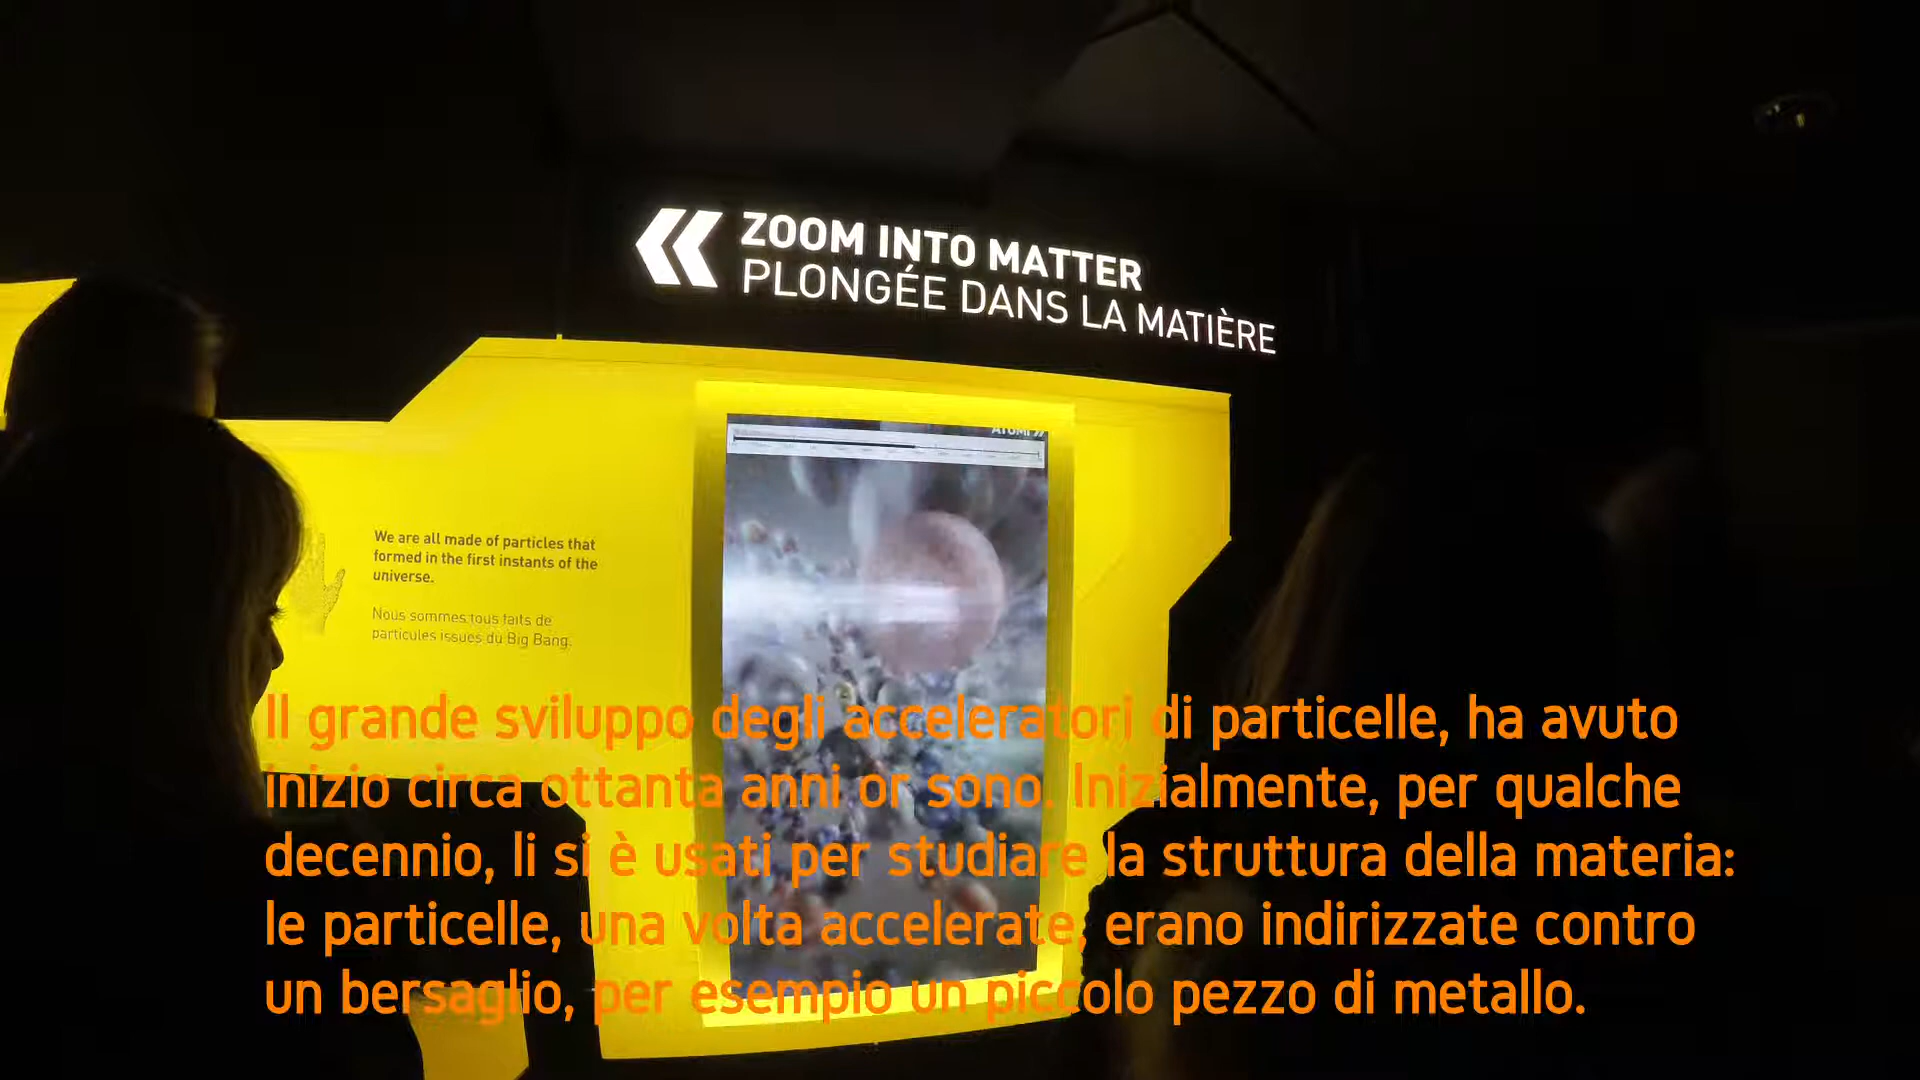 ZOOM INTO MATTER
PLONGÉE DANS LA MATIÈRE
We are all made of particles that
formed in the first instants of the
universe.
Nous sommes tous faits de
particules issues du Big Bang.
Il grande sviluppo degli acceleratori di particelle, ha avuto
inizio circa ottanta anni or sono. Inizialmente, per qualche
decennio, li si è usati per studiare la struttura della materia:
le particelle, una volta accelerate, erano indirizzate contro
un bersaglio, per esempio un piccolo pezzo di metallo.